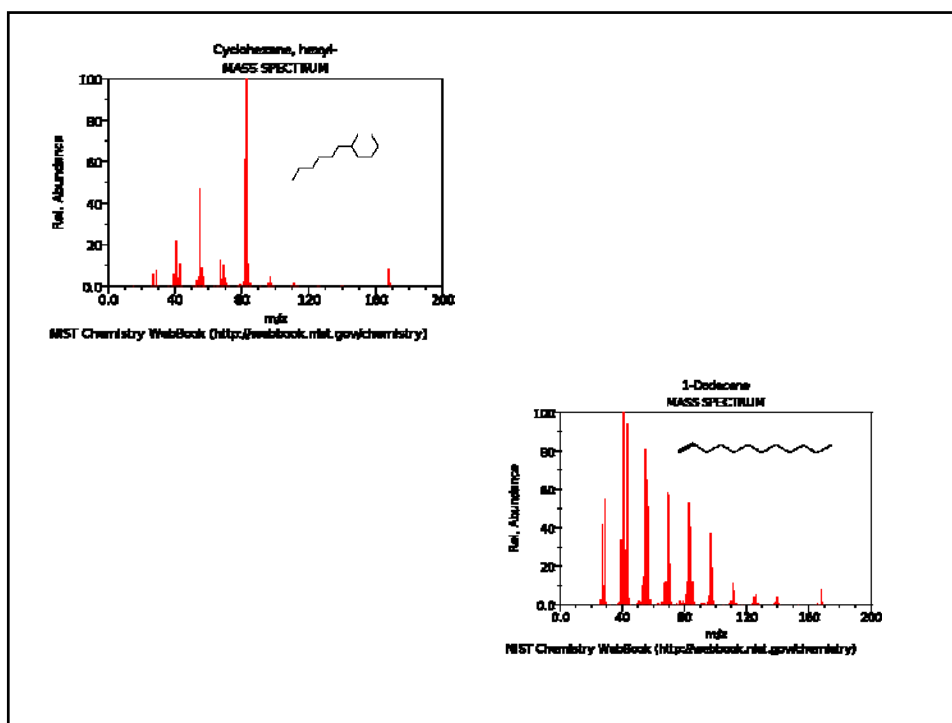 Cyclohexane, hexyl-
MASS SPECTRUM
Rel. Abundance
100
80
60
40
20
0.0
0.0 40 80 120 160 200
m/z
NIST Chemistry WebBook (http://webbook.nist.gov/chemistry)
1-Dodecene
MASS SPECTRUM
Rel. Abundance
100
80
60
40
20
0.0
0.0 40 80 120 160 200
m/z
NIST Chemistry WebBook (http://webbook.nist.gov/chemistry)